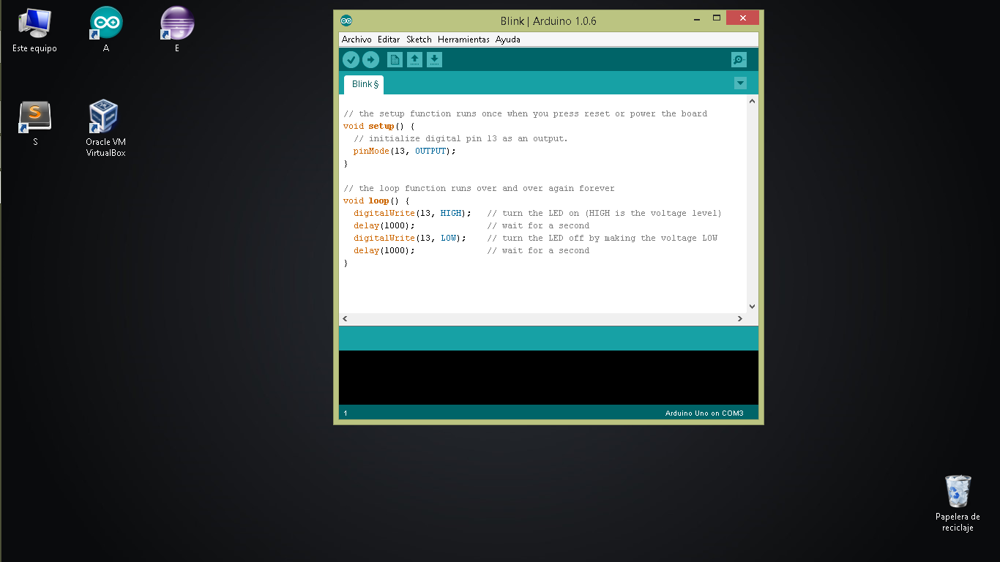 Este equipo
A
E
S
Oracle VM
VirtualBox
Blink | Arduino 1.0.6
Archivo Editar Sketch Herramientas Ayuda
Blink §
// the setup function runs once when you press reset or power the board
void setup() {
  // initialize digital pin 13 as an output.
  pinMode(13, OUTPUT);
}
// the loop function runs over and over again forever
void loop() {
  digitalWrite(13, HIGH);   // turn the LED on (HIGH is the voltage level)
  delay(1000);              // wait for a second
  digitalWrite(13, LOW);    // turn the LED off by making the voltage LOW
  delay(1000);              // wait for a second
}
1
Arduino Uno on COM3
Papelera de
reciclaje